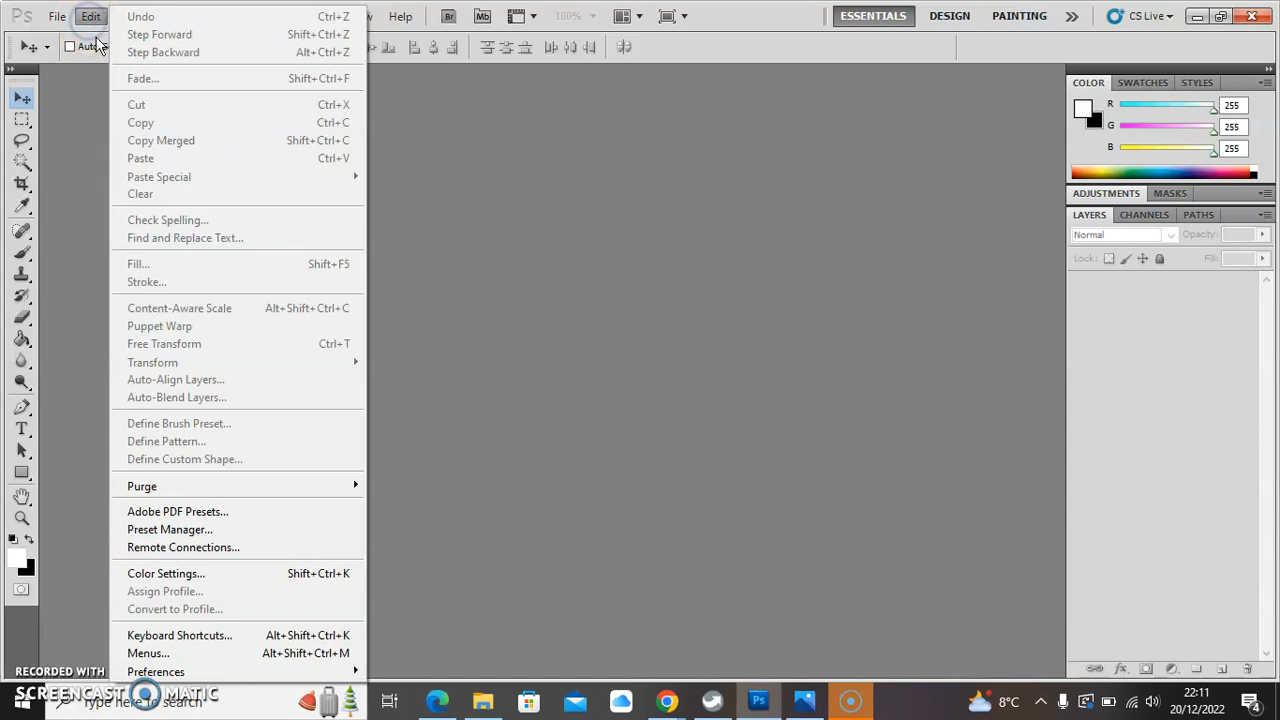 Ps File Edit Help Br Mb 100% ESSENTIALS DESIGN PAINTING CS Live
Undo Ctrl+Z
Step Forward Shift+Ctrl+Z
Step Backward Alt+Ctrl+Z
Fade... Shift+Ctrl+F
Cut Ctrl+X
Copy Ctrl+C
Copy Merged Shift+Ctrl+C
Paste Ctrl+V
Paste Special
Clear
Check Spelling...
Find and Replace Text...
Fill... Shift+F5
Stroke...
Content-Aware Scale Alt+Shift+Ctrl+C
Puppet Warp
Free Transform Ctrl+T
Transform
Auto-Align Layers...
Auto-Blend Layers...
Define Brush Preset...
Define Pattern...
Define Custom Shape...
Purge
Adobe PDF Presets...
Preset Manager...
Remote Connections...
Color Settings... Shift+Ctrl+K
Assign Profile...
Convert to Profile...
Keyboard Shortcuts... Alt+Shift+Ctrl+K
Menus... Alt+Shift+Ctrl+M
Preferences
COLOR SWATCHES STYLES
R 255
G 255
B 255
ADJUSTMENTS MASKS
LAYERS CHANNELS PATHS
Normal Opacity:
Lock: Fill:
RECORDED WITH
SCREENCAST MATIC
Type here to search
Ps
8°C
22:11
20/12/2022
4